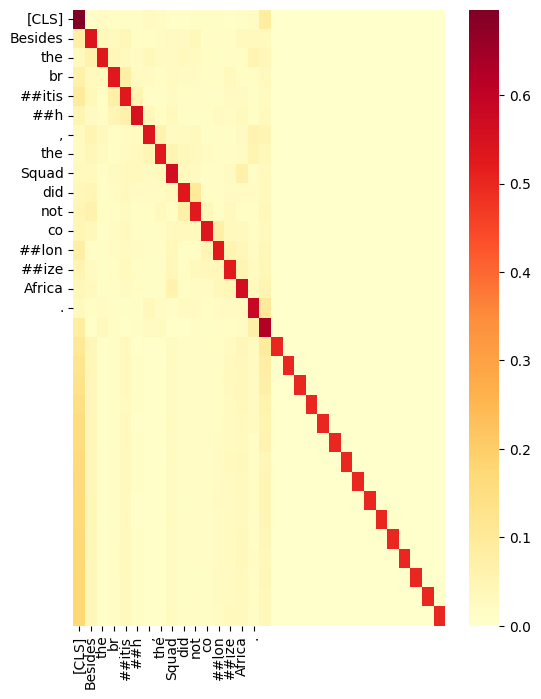 [CLS]
Besides
the
br
##itis
##h
,
the
Squad
did
not
co
##lon
##ize
Africa
.
0.6
0.5
0.4
0.3
0.2
0.1
0.0
[CLS]
Besides
the
br
##itis
##h
,
the
Squad
did
not
co
##lon
##ize
Africa
.